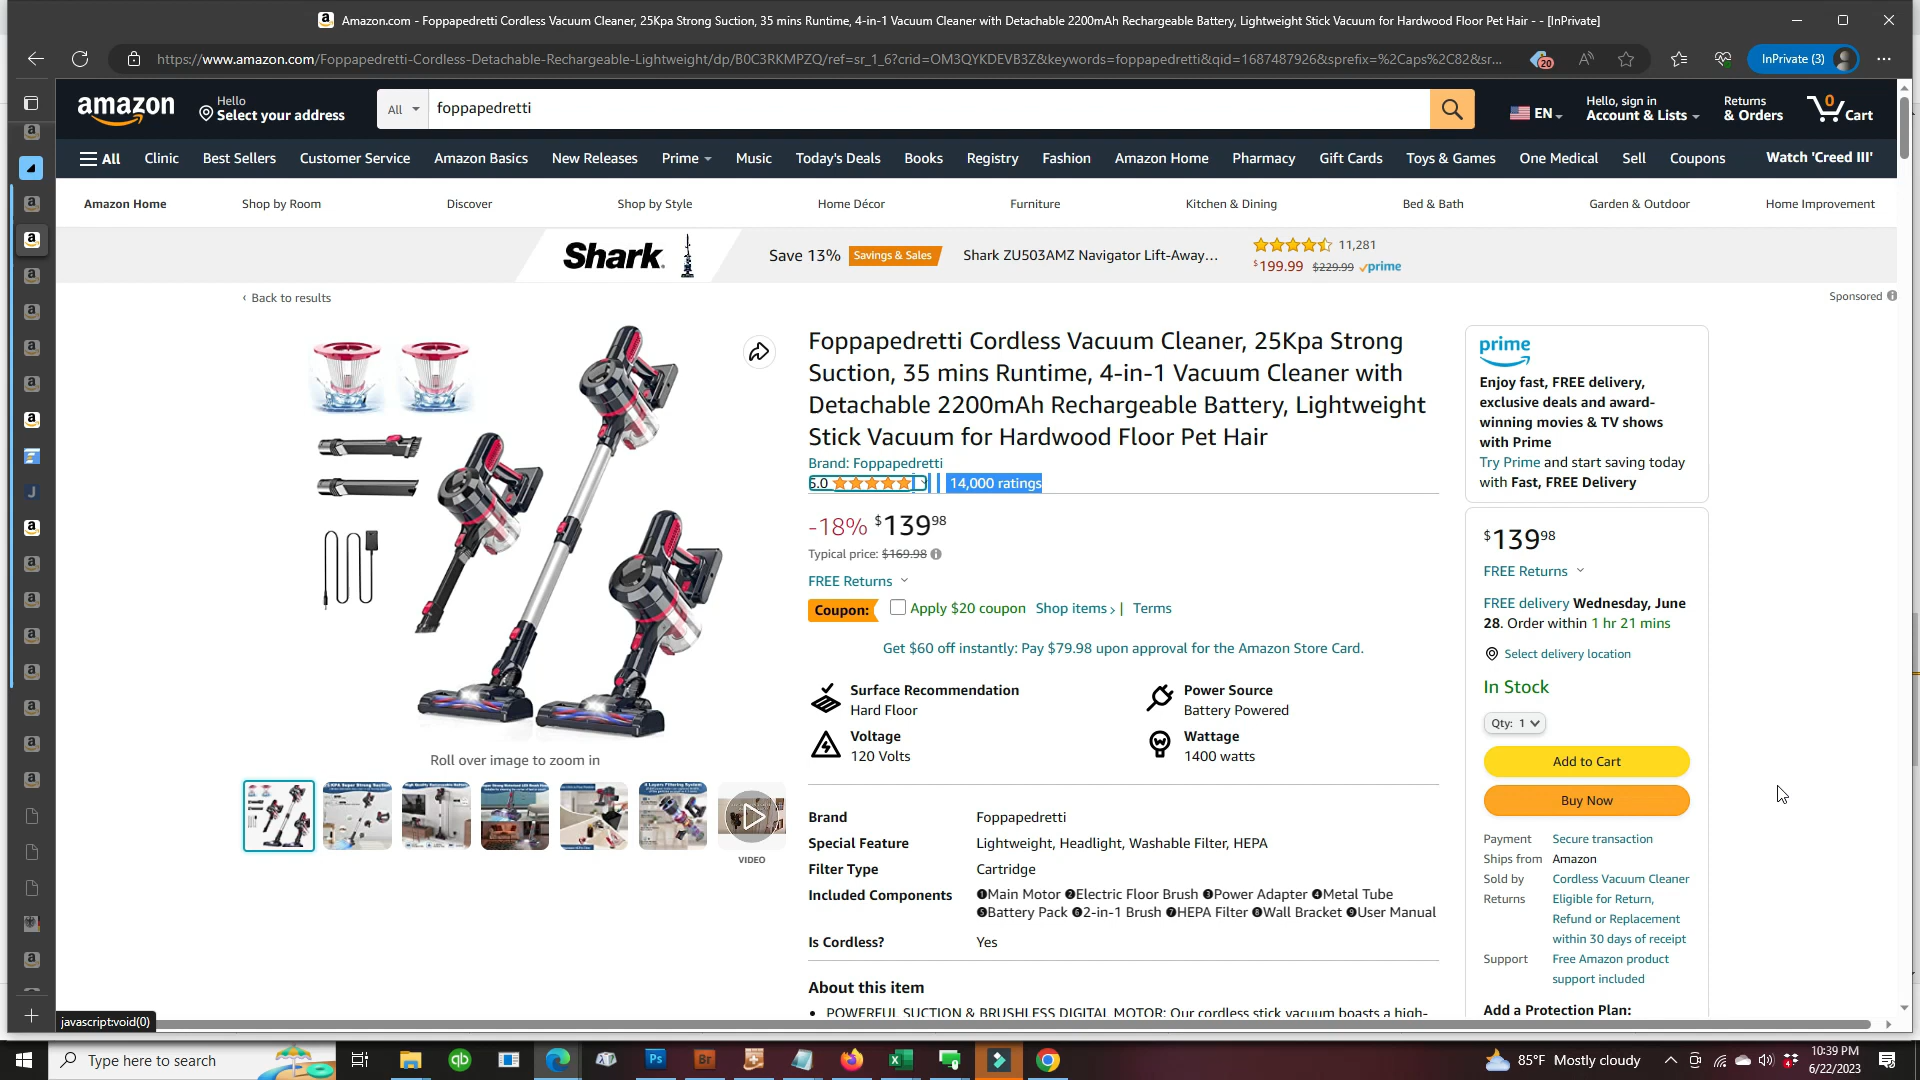 Amazon.com - Foppapedretti Cordless Vacuum Cleaner, 25Kpa Strong Suction, 35 mins Runtime, 4-in-1 Vacuum Cleaner with Detachable 2200mAh Rechargeable Battery, Lightweight Stick Vacuum for Hardwood Floor Pet Hair - - [InPrivate]
https://www.amazon.com/Foppapedretti-Cordless-Detachable-Rechargeable-Lightweight/dp/B0C3RKMPZQ/ref=sr_1_6?crid=OM3QYKDEVB3Z&keywords=foppapedretti&qid=1687487926&sprefix=%2Caps%2C82&sr...
20
InPrivate (3)
amazon
Hello
Select your address
All
foppapedretti
EN
Hello, sign in
Account & Lists
Returns
& Orders
0
Cart
All
Clinic
Best Sellers
Customer Service
Amazon Basics
New Releases
Prime
Music
Today's Deals
Books
Registry
Fashion
Amazon Home
Pharmacy
Gift Cards
Toys & Games
One Medical
Sell
Coupons
Watch 'Creed III'
Amazon Home
Shop by Room
Discover
Shop by Style
Home Décor
Furniture
Kitchen & Dining
Bed & Bath
Garden & Outdoor
Home Improvement
Shark
Save 13%
Savings & Sales
Shark ZU503AMZ Navigator Lift-Away...
11,281
$199.99 $229.99 prime
‹ Back to results
Sponsored
Foppapedretti Cordless Vacuum Cleaner, 25Kpa Strong
Suction, 35 mins Runtime, 4-in-1 Vacuum Cleaner with
Detachable 2200mAh Rechargeable Battery, Lightweight
Stick Vacuum for Hardwood Floor Pet Hair
Brand: Foppapedretti
5.0
14,000 ratings
-18% $139 98
Typical price: $169.98
FREE Returns
Coupon:
Apply $20 coupon Shop items › | Terms
Get $60 off instantly: Pay $79.98 upon approval for the Amazon Store Card.
Surface Recommendation
Hard Floor
Power Source
Battery Powered
Voltage
120 Volts
Wattage
1400 watts
Roll over image to zoom in
VIDEO
Brand Foppapedretti
Special Feature Lightweight, Headlight, Washable Filter, HEPA
Filter Type Cartridge
Included Components ❶Main Motor ❷Electric Floor Brush ❸Power Adapter ❹Metal Tube
❺Battery Pack ❻2-in-1 Brush ❼HEPA Filter ❽Wall Bracket ❾User Manual
Is Cordless? Yes
About this item
• POWERFUL SUCTION & BRUSHLESS DIGITAL MOTOR: Our cordless stick vacuum boasts a high-
prime
Enjoy fast, FREE delivery,
exclusive deals and award-
winning movies & TV shows
with Prime
Try Prime and start saving today
with Fast, FREE Delivery
$139 98
FREE Returns
FREE delivery Wednesday, June
28. Order within 1 hr 21 mins
Select delivery location
In Stock
Qty: 1
Add to Cart
Buy Now
Payment Secure transaction
Ships from Amazon
Sold by Cordless Vacuum Cleaner
Returns Eligible for Return,
Refund or Replacement
within 30 days of receipt
Support Free Amazon product
support included
Add a Protection Plan:
javascript:void(0)
Type here to search
85°F Mostly cloudy
10:39 PM
6/22/2023